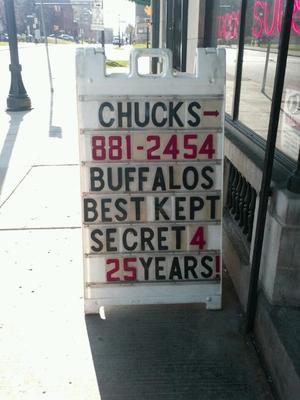 CHUCKS→
881-2454
BUFFALOS
BEST KEPT
SECRET 4
25 YEARS!